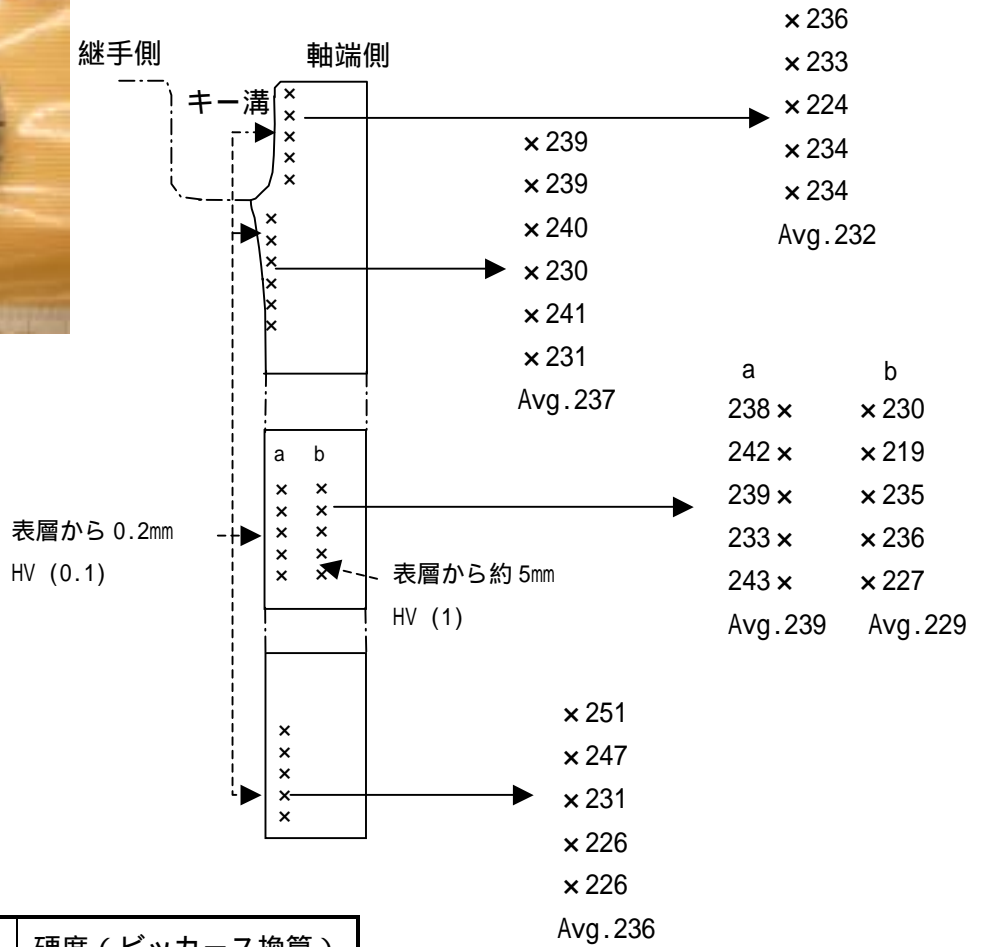 継手側
軸端側
キー溝
×236
×233
×224
×234
×234
Avg.232
×239
×239
×240
×230
×241
×231
Avg.237
a b
238× ×230
242× ×219
239× ×235
233× ×236
243× ×227
Avg.239 Avg.229
a b
表層から 0.2㎜
HV (0.1)
表層から約 5㎜
HV (1)
×251
×247
×231
×226
×226
Avg.236
硬度(ビッカース換算)